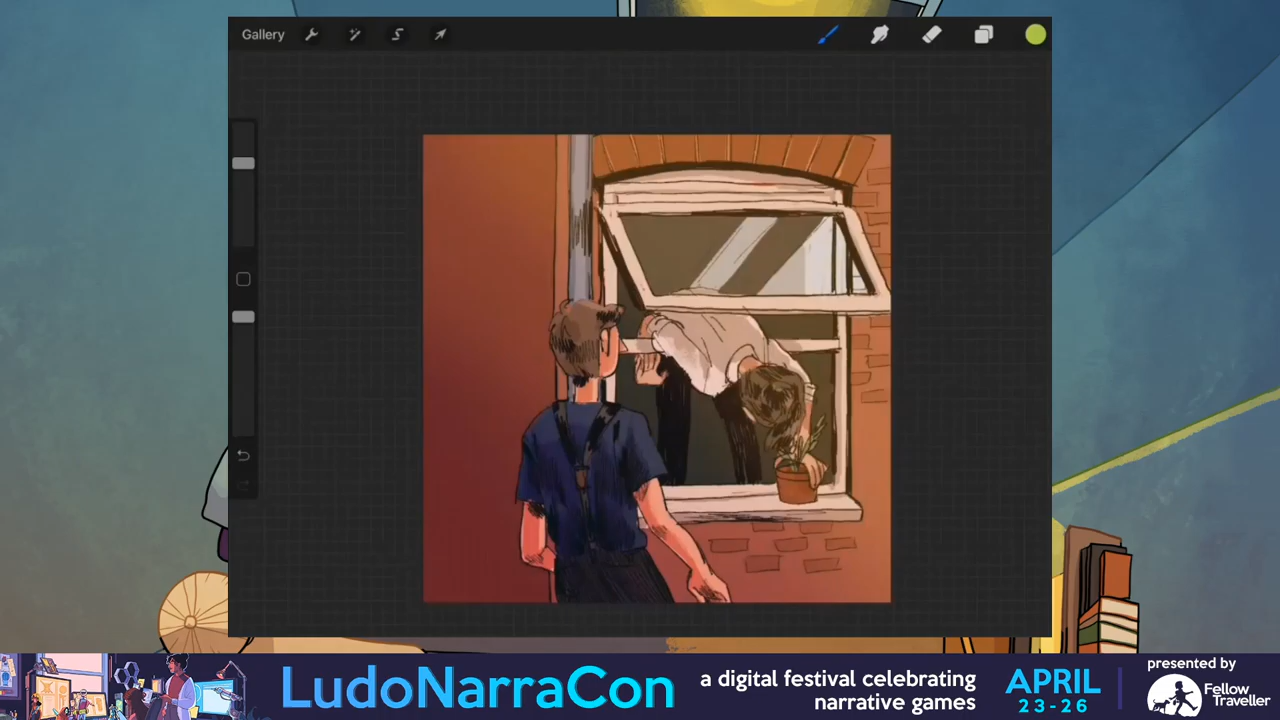 Gallery
LudoNarraCon
a digital festival celebrating
narrative games
APRIL
23-26
presented by
Fellow
Traveller